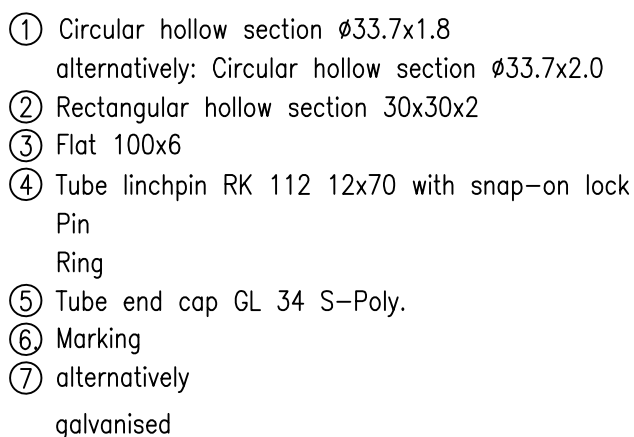 ① Circular hollow section ø33.7x1.8
alternatively: Circular hollow section ø33.7x2.0
② Rectangular hollow section 30x30x2
③ Flat 100x6
④ Tube linchpin RK 112 12x70 with snap-on lock
Pin
Ring
⑤ Tube end cap GL 34 S-Poly.
⑥ Marking
⑦ alternatively
galvanised